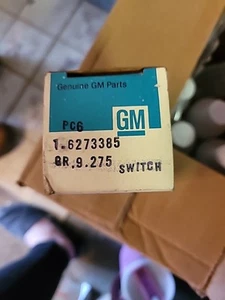 Genuine GM Parts
GM
PC6
1.6273385
GR.9.275 SWITCH